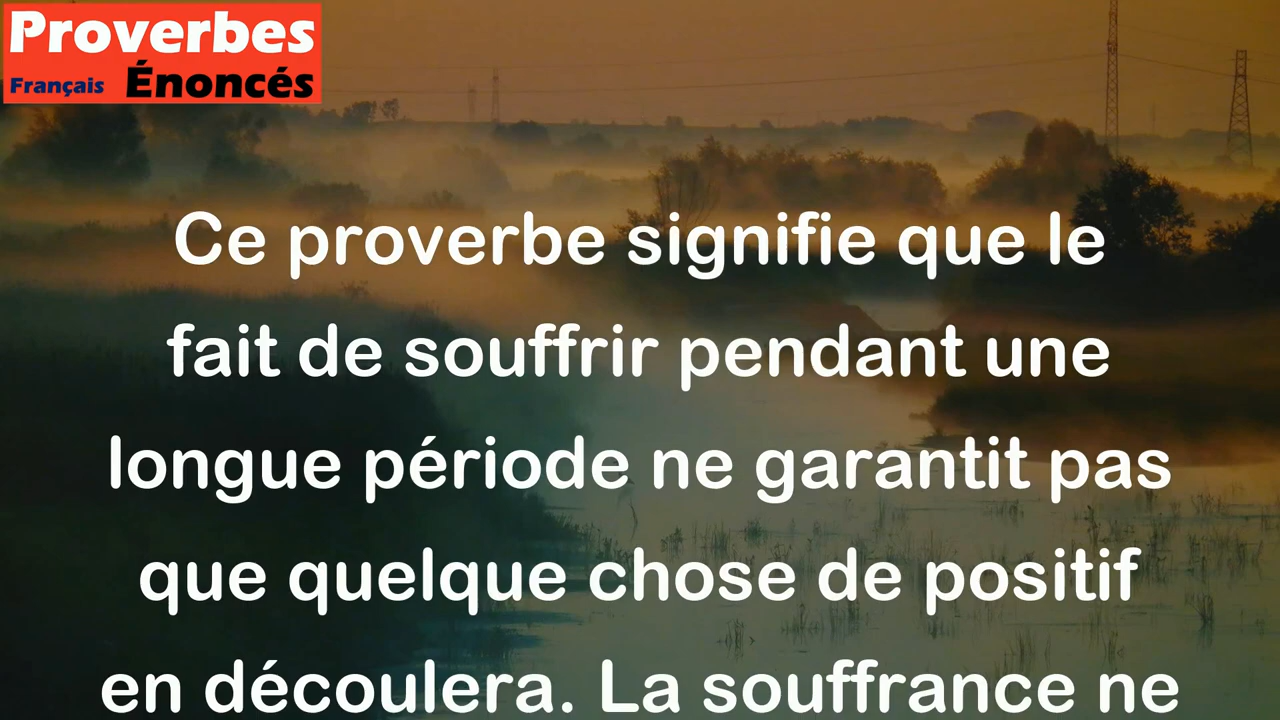 Proverbes
Français Énoncés
Ce proverbe signifie que le
fait de souffrir pendant une
longue période ne garantit pas
que quelque chose de positif
en découlera. La souffrance ne